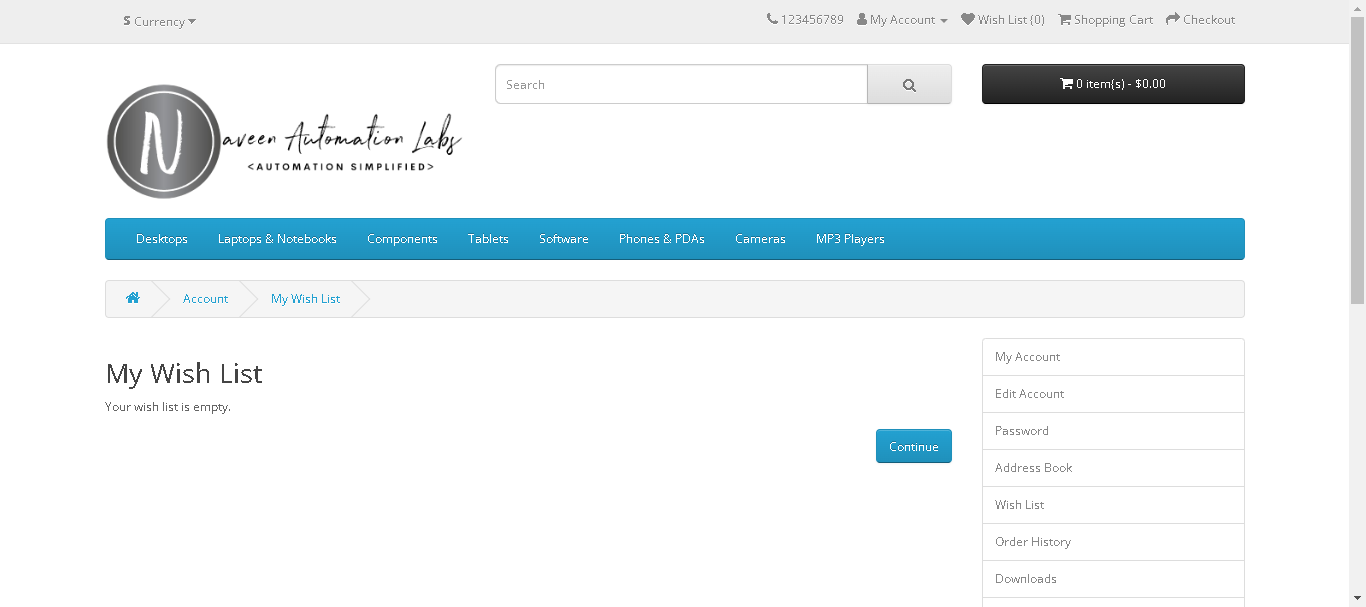 $ Currency
123456789 My Account Wish List (0) Shopping Cart Checkout
Search
0 item(s) - $0.00
N
aveen Automation Labs
<AUTOMATION SIMPLIFIED>
Desktops Laptops & Notebooks Components Tablets Software Phones & PDAs Cameras MP3 Players
Account My Wish List
My Wish List
Your wish list is empty.
Continue
My Account
Edit Account
Password
Address Book
Wish List
Order History
Downloads